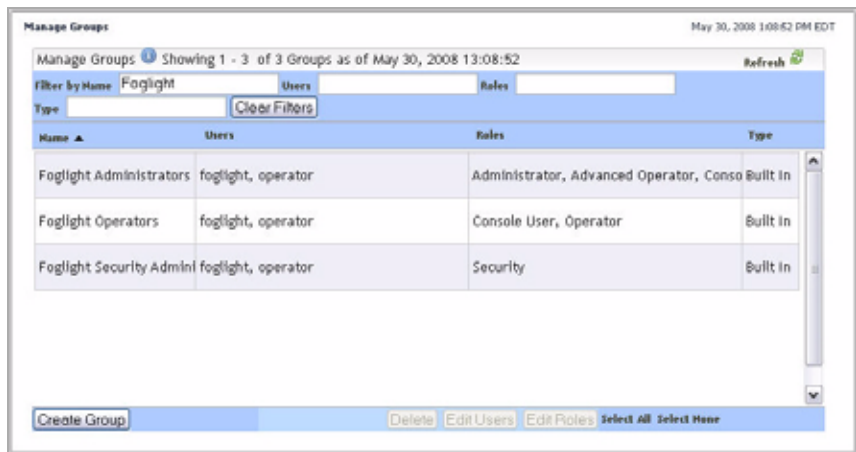 Manage Groups May 30, 2008 1:08:52 PM EDT
Manage Groups Showing 1 - 3 of 3 Groups as of May 30, 2008 13:08:52 Refresh
Filter by Name Foglight Users Roles
Type Clear Filters
Name Users Roles Type
Foglight Administrators foglight, operator Administrator, Advanced Operator, Conso Built In
Foglight Operators foglight, operator Console User, Operator Built In
Foglight Security Admini foglight, operator Security Built In
Create Group Delete Edit Users Edit Roles Select All Select None